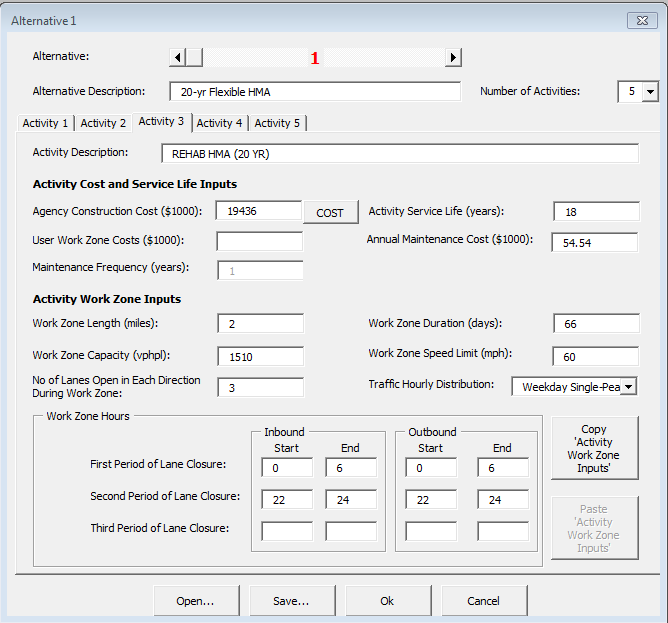 Alternative 1
Alternative:
1
Alternative Description:
20-yr Flexible HMA
Number of Activities:
5
Activity 1
Activity 2
Activity 3
Activity 4
Activity 5
Activity Description:
REHAB HMA (20 YR)
Activity Cost and Service Life Inputs
Agency Construction Cost ($1000):
19436
COST
Activity Service Life (years):
18
User Work Zone Costs ($1000):
Annual Maintenance Cost ($1000):
54.54
Maintenance Frequency (years):
1
Activity Work Zone Inputs
Work Zone Length (miles):
2
Work Zone Duration (days):
66
Work Zone Capacity (vphpl):
1510
Work Zone Speed Limit (mph):
60
No of Lanes Open in Each Direction
During Work Zone:
3
Traffic Hourly Distribution:
Weekday Single-Pea
Work Zone Hours
Inbound
Outbound
Start
End
Start
End
First Period of Lane Closure:
0
6
0
6
Second Period of Lane Closure:
22
24
22
24
Third Period of Lane Closure:
Copy
'Activity
Work Zone
Inputs'
Paste
'Activity
Work Zone
Inputs'
Open...
Save...
Ok
Cancel